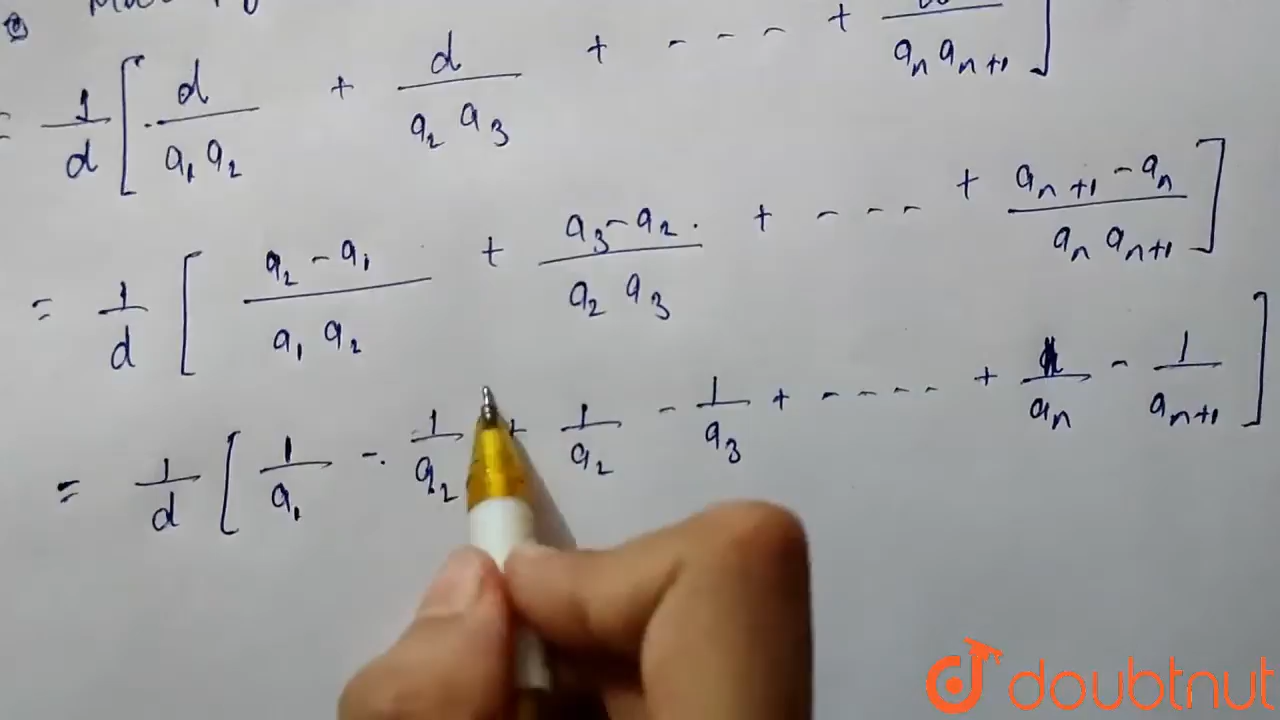 = 1/d [ d/(a₁ a₂) + d/(a₂ a₃) + - - - - + /(aₙ aₙ₊₁) ]
= 1/d [ (a₂ - a₁)/(a₁ a₂) + (a₃ - a₂)/(a₂ a₃) + - - - - + (aₙ₊₁ - aₙ)/(aₙ aₙ₊₁) ]
= 1/d [ 1/a₁ - 1/a₂ + 1/a₂ - 1/a₃ + - - - - - + 1/aₙ - 1/aₙ₊₁ ]
doubtnut